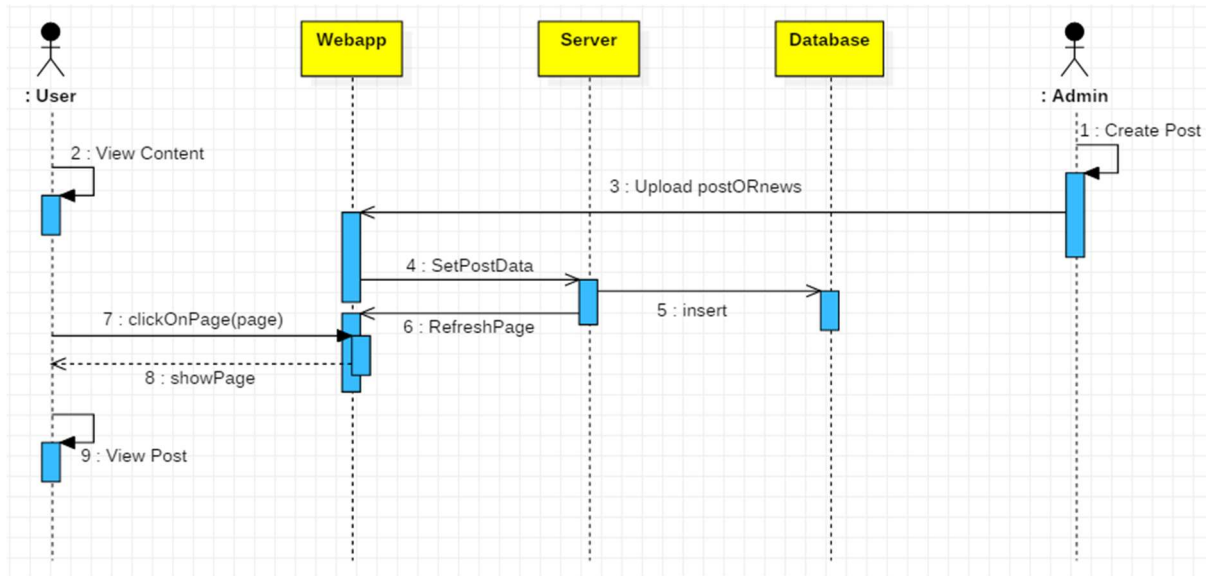 Webapp
Server
Database
: User
: Admin
1 : Create Post
2 : View Content
3 : Upload postORnews
4 : SetPostData
5 : insert
6 : RefreshPage
7 : clickOnPage(page)
8 : showPage
9 : View Post